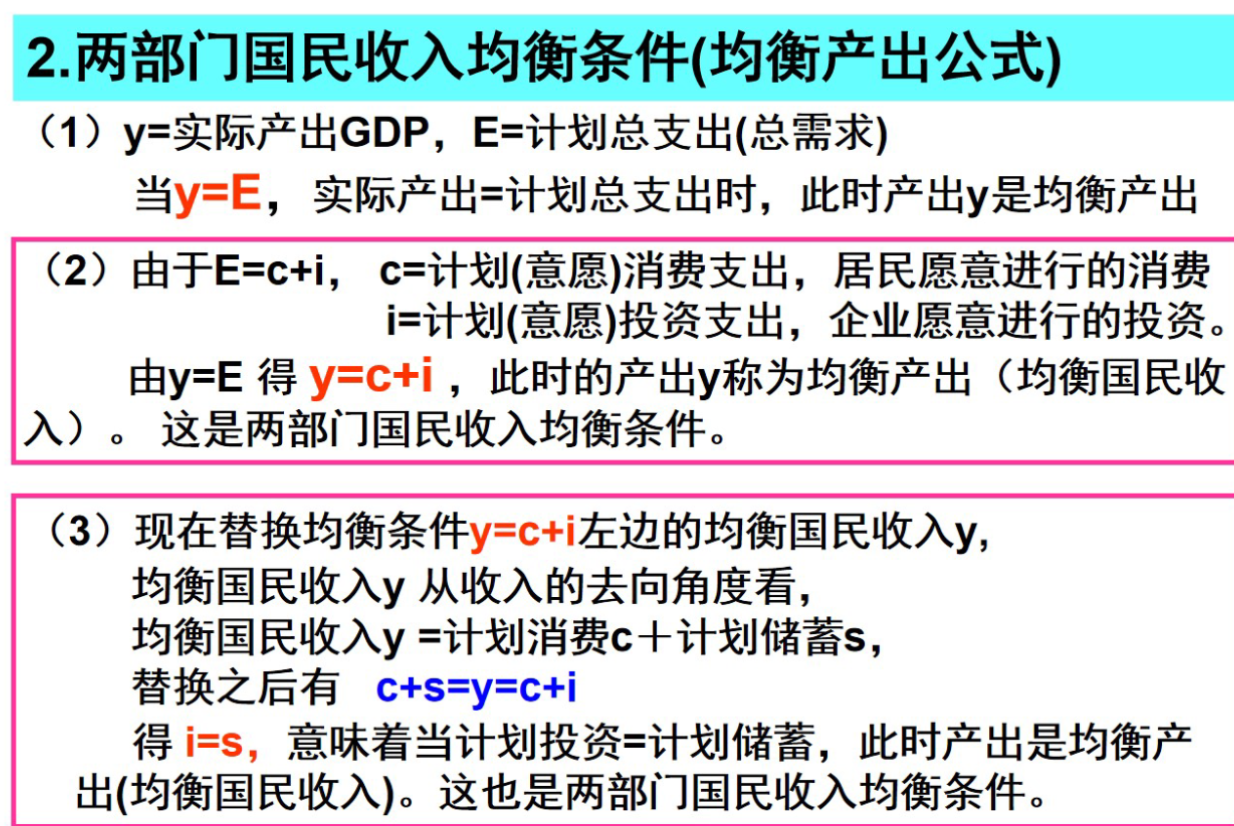 2.两部门国民收入均衡条件(均衡产出公式)
（1）y=实际产出GDP，E=计划总支出(总需求)
当y=E，实际产出=计划总支出时，此时产出y是均衡产出
（2）由于E=c+i， c=计划(意愿)消费支出，居民愿意进行的消费
i=计划(意愿)投资支出，企业愿意进行的投资。
由y=E 得 y=c+i ，此时的产出y称为均衡产出（均衡国民收
入）。 这是两部门国民收入均衡条件。
（3）现在替换均衡条件y=c+i左边的均衡国民收入y,
均衡国民收入y 从收入的去向角度看，
均衡国民收入y =计划消费c＋计划储蓄s，
替换之后有 c+s=y=c+i
得 i=s，意味着当计划投资=计划储蓄，此时产出是均衡产
出(均衡国民收入)。这也是两部门国民收入均衡条件。